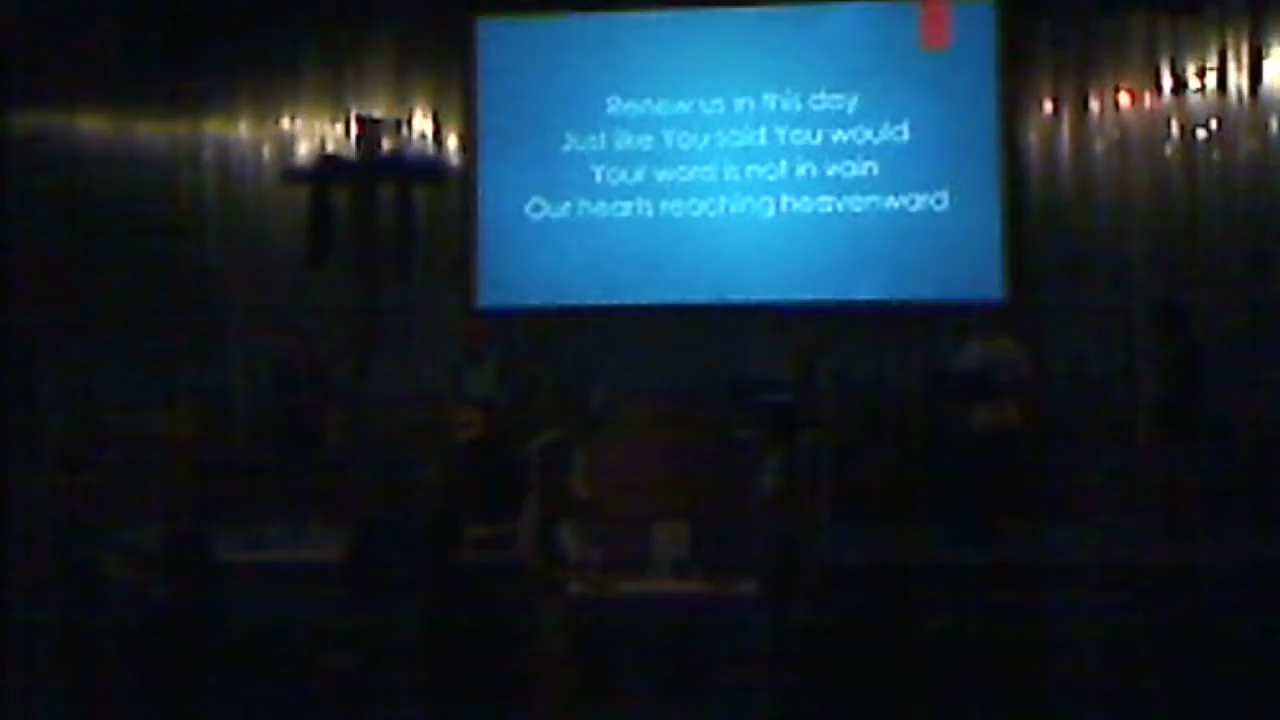 Renew us in this day
Just like You said You would
Your word is not in vain
Our hearts reaching heavenward